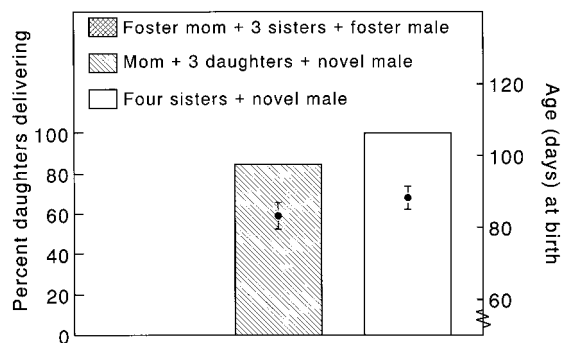 Foster mom + 3 sisters + foster male
Mom + 3 daughters + novel male
Four sisters + novel male
Percent daughters delivering
100
80
60
40
20
0
Age (days) at birth
120
100
80
60